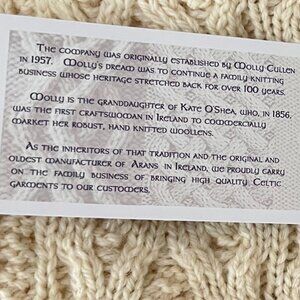 The company was originally established by Molly Cullen
in 1957. Molly's dream was to continue a family knitting
business whose heritage stretched back for over 100 years.
Molly is the granddaughter of Kate O'Shea, who, in 1856,
was the first craftswoman in Ireland to commercially
market her robust, hand knitted woollens.
As the inheritors of that tradition and the original and
oldest manufacturer of Arans in Ireland, we proudly carry
on the family business of bringing high quality Celtic
garments to our customers.